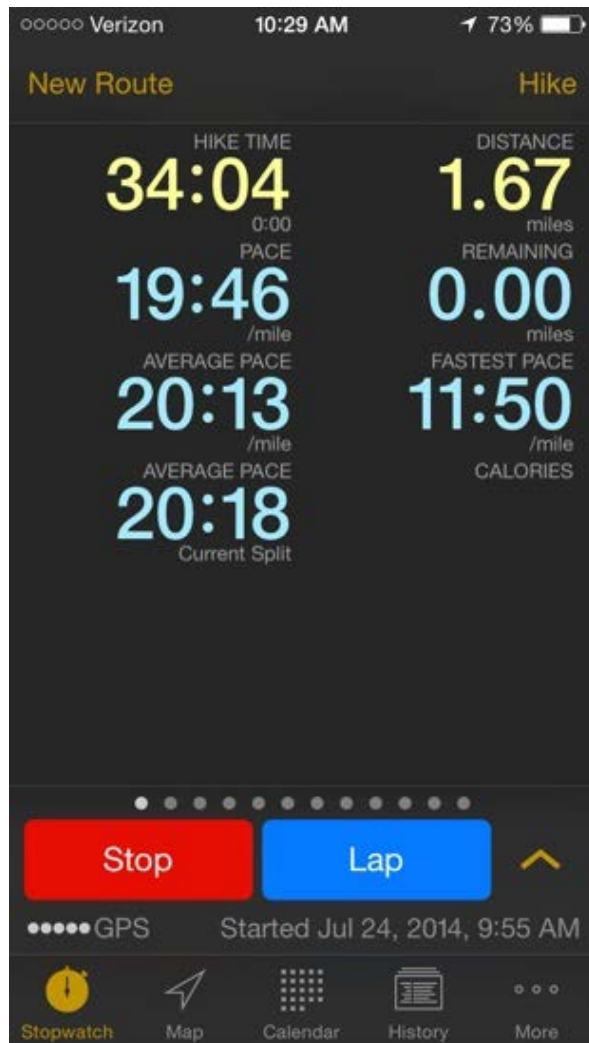 Verizon 10:29 AM 73%
New Route Hike
HIKE TIME DISTANCE
34:04 1.67
0:00 miles
PACE REMAINING
19:46 0.00
/mile miles
AVERAGE PACE FASTEST PACE
20:13 11:50
/mile /mile
AVERAGE PACE CALORIES
20:18
Current Split
Stop Lap
GPS Started Jul 24, 2014, 9:55 AM
Stopwatch Map Calendar History More